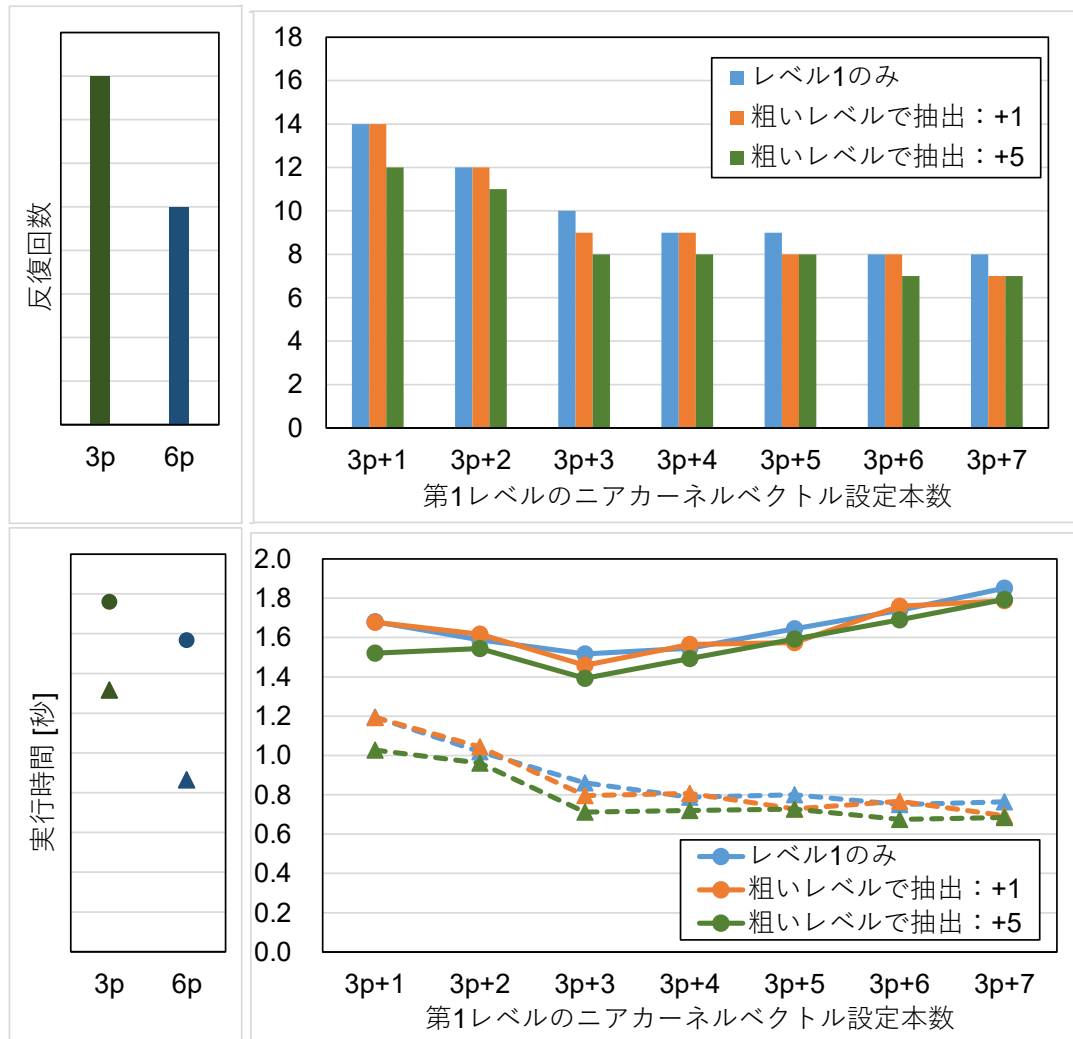 反復回数
3p 6p
18
16
14
12
10
8
6
4
2
0
レベル1のみ
粗いレベルで抽出：+1
粗いレベルで抽出：+5
3p+1 3p+2 3p+3 3p+4 3p+5 3p+6 3p+7
第1レベルのニアカーネルベクトル設定本数
実行時間 [秒]
3p 6p
2.0
1.8
1.6
1.4
1.2
1.0
0.8
0.6
0.4
0.2
0.0
レベル1のみ
粗いレベルで抽出：+1
粗いレベルで抽出：+5
3p+1 3p+2 3p+3 3p+4 3p+5 3p+6 3p+7
第1レベルのニアカーネルベクトル設定本数